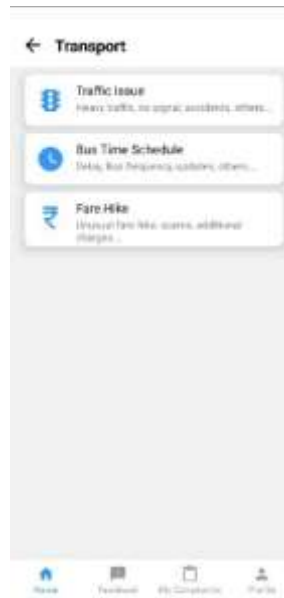 Transport
Traffic Issue
Heavy traffic, no signal, accidents, others...
Bus Time Schedule
Delay, Bus frequency, updates, others...
Fare Hike
Unusual fare hike, scams, additional
charges...
Home Feedback My Complaints Profile